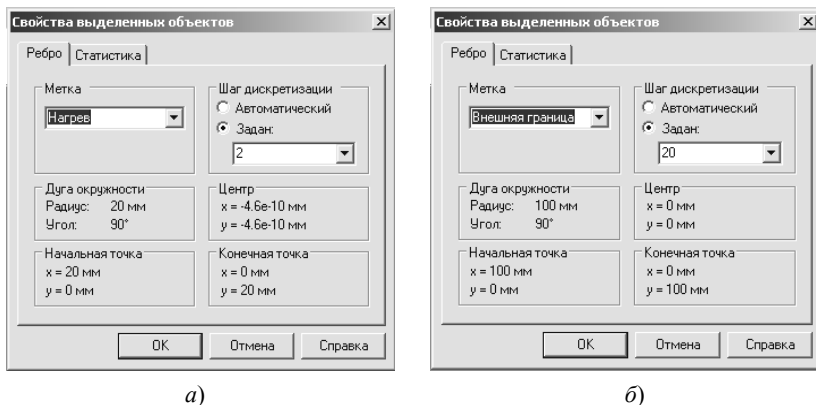 Свойства выделенных объектов
Ребро
Статистика
Метка
Нагрев
Шаг дискретизации
Автоматический
Задан:
2
Дуга окружности
Радиус: 20 мм
Угол: 90°
Центр
x = -4.6e-10 мм
y = -4.6e-10 мм
Начальная точка
x = 20 мм
y = 0 мм
Конечная точка
x = 0 мм
y = 20 мм
OK
Отмена
Справка
а)
Свойства выделенных объектов
Ребро
Статистика
Метка
Внешняя граница
Шаг дискретизации
Автоматический
Задан:
20
Дуга окружности
Радиус: 100 мм
Угол: 90°
Центр
x = 0 мм
y = 0 мм
Начальная точка
x = 100 мм
y = 0 мм
Конечная точка
x = 0 мм
y = 100 мм
OK
Отмена
Справка
б)